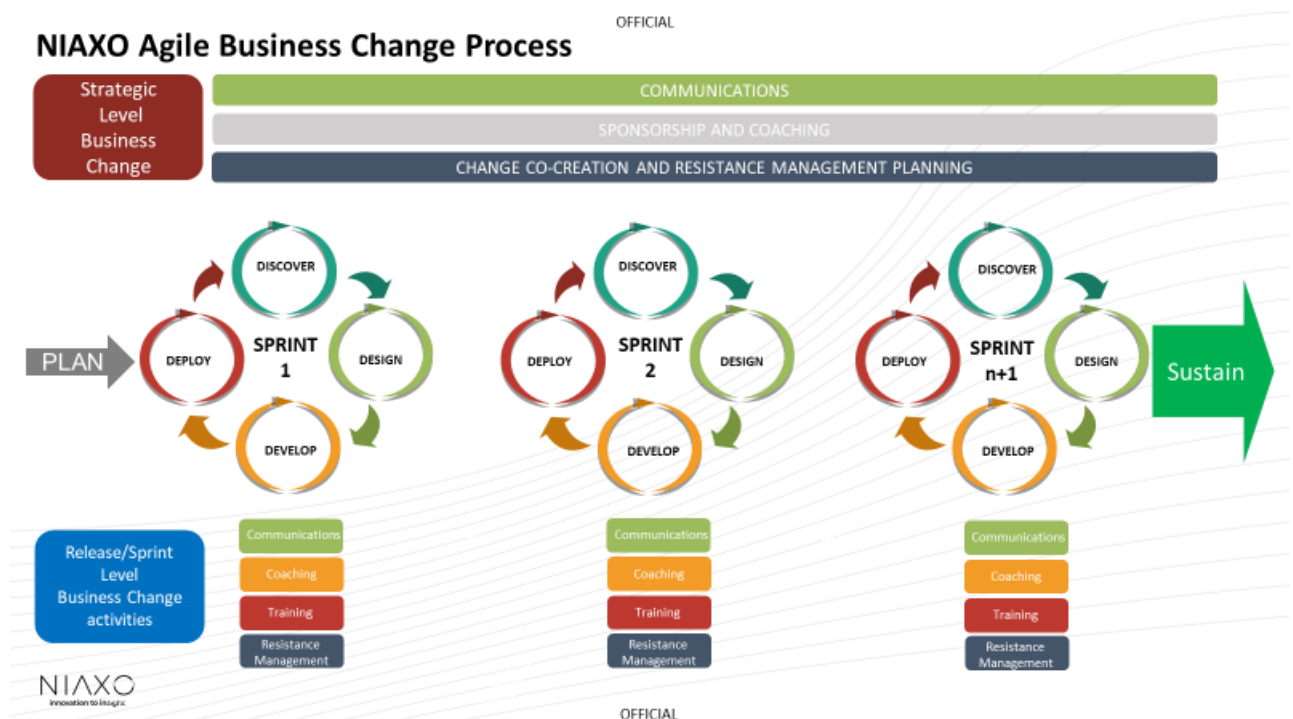 OFFICIAL
NIAXO Agile Business Change Process
Strategic
Level
Business
Change
COMMUNICATIONS
SPONSORSHIP AND COACHING
CHANGE CO-CREATION AND RESISTANCE MANAGEMENT PLANNING
PLAN
DISCOVER
DEPLOY
SPRINT
1
DESIGN
DEVELOP
DISCOVER
DEPLOY
SPRINT
2
DESIGN
DEVELOP
DISCOVER
DEPLOY
SPRINT
n+1
DESIGN
DEVELOP
Sustain
Release/Sprint
Level
Business Change
activities
Communications
Coaching
Training
Resistance
Management
Communications
Coaching
Training
Resistance
Management
Communications
Coaching
Training
Resistance
Management
NIAXO
innovation to insight
OFFICIAL